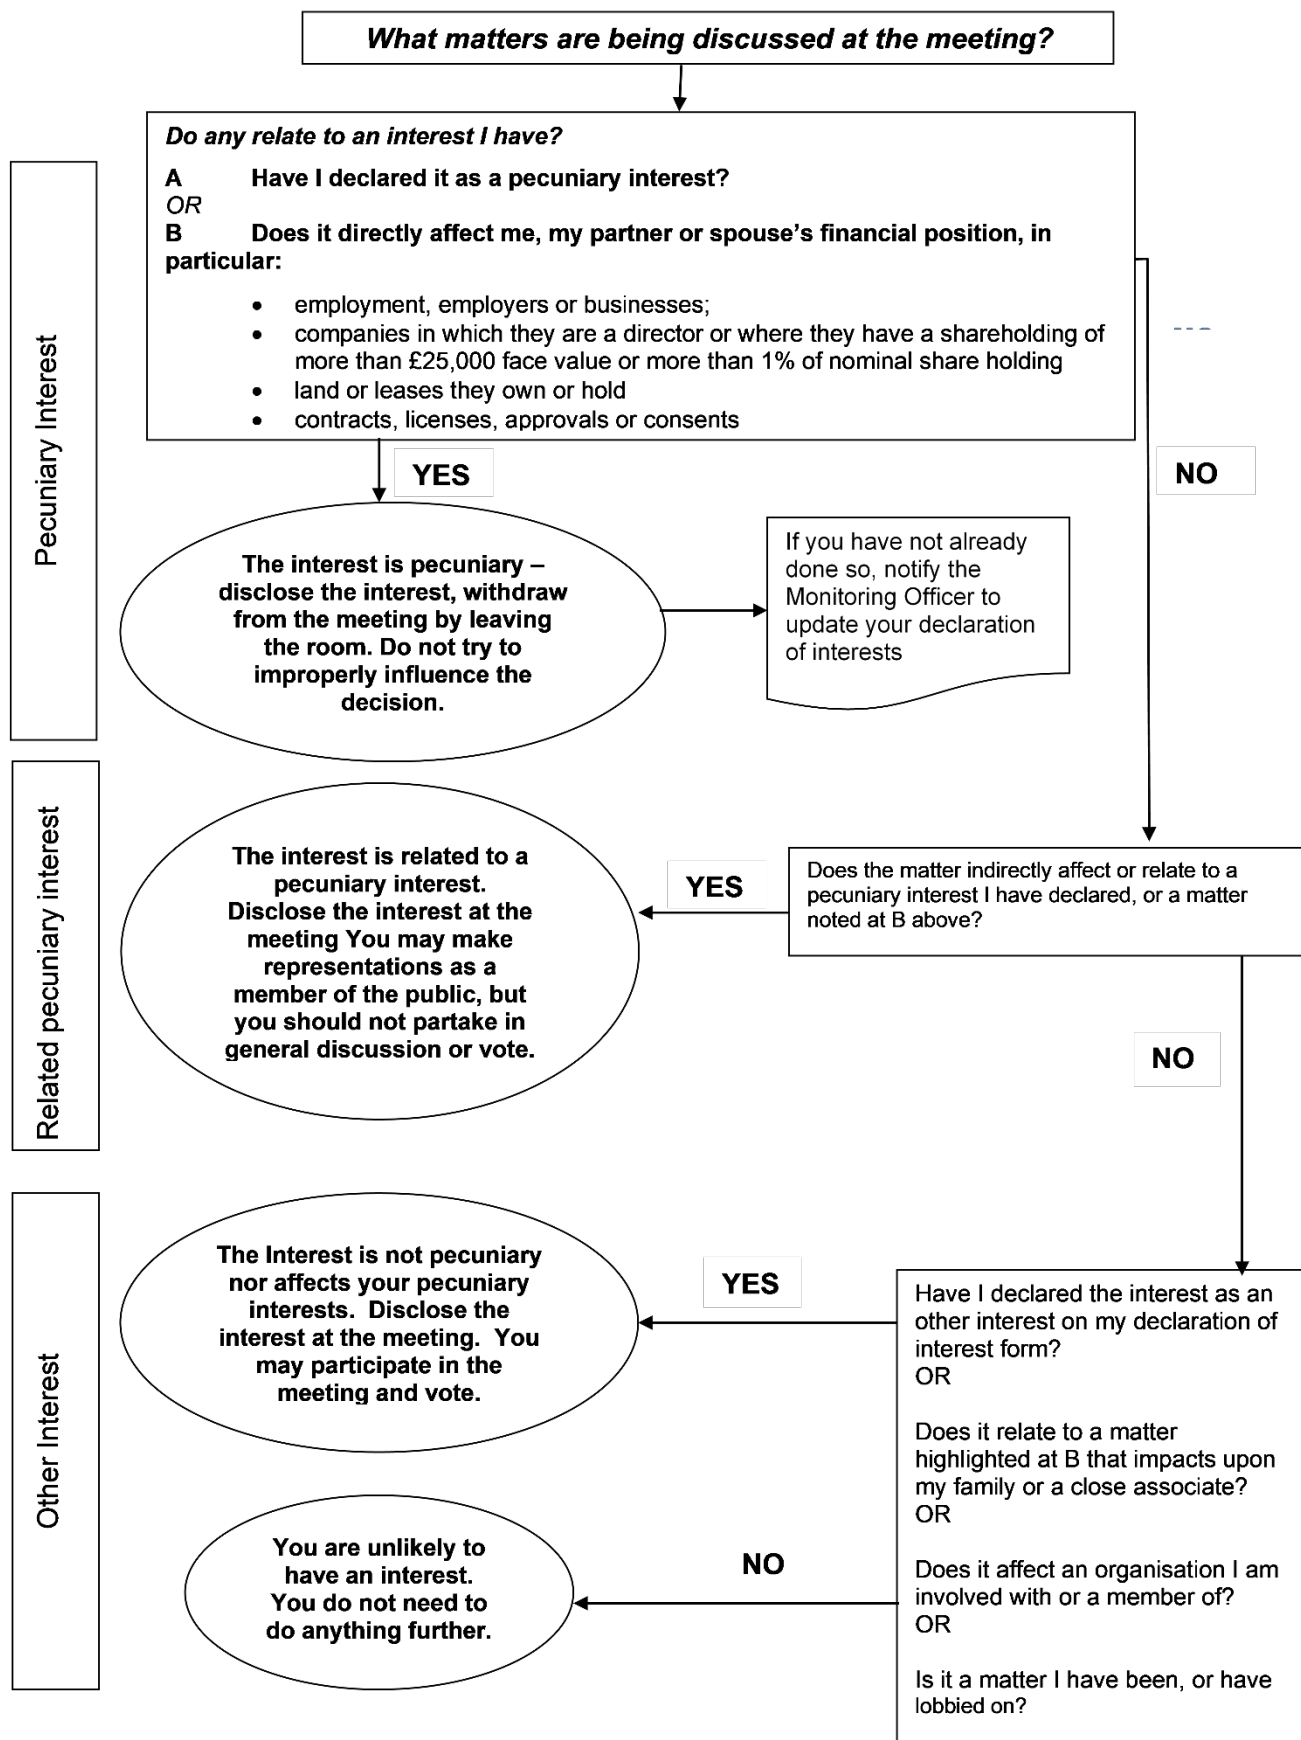 What matters are being discussed at the meeting?
Do any relate to an interest I have?
A Have I declared it as a pecuniary interest?
OR
B Does it directly affect me, my partner or spouse's financial position, in
particular:
• employment, employers or businesses;
• companies in which they are a director or where they have a shareholding of
more than £25,000 face value or more than 1% of nominal share holding
• land or leases they own or hold
• contracts, licenses, approvals or consents
Pecuniary Interest
YES
NO
The interest is pecuniary –
disclose the interest, withdraw
from the meeting by leaving
the room. Do not try to
improperly influence the
decision.
If you have not already
done so, notify the
Monitoring Officer to
update your declaration
of interests
Related pecuniary interest
The interest is related to a
pecuniary interest.
Disclose the interest at the
meeting You may make
representations as a
member of the public, but
you should not partake in
general discussion or vote.
YES
Does the matter indirectly affect or relate to a
pecuniary interest I have declared, or a matter
noted at B above?
NO
Other Interest
The Interest is not pecuniary
nor affects your pecuniary
interests. Disclose the
interest at the meeting. You
may participate in the
meeting and vote.
YES
Have I declared the interest as an
other interest on my declaration of
interest form?
OR
Does it relate to a matter
highlighted at B that impacts upon
my family or a close associate?
OR
Does it affect an organisation I am
involved with or a member of?
OR
Is it a matter I have been, or have
lobbied on?
NO
You are unlikely to
have an interest.
You do not need to
do anything further.